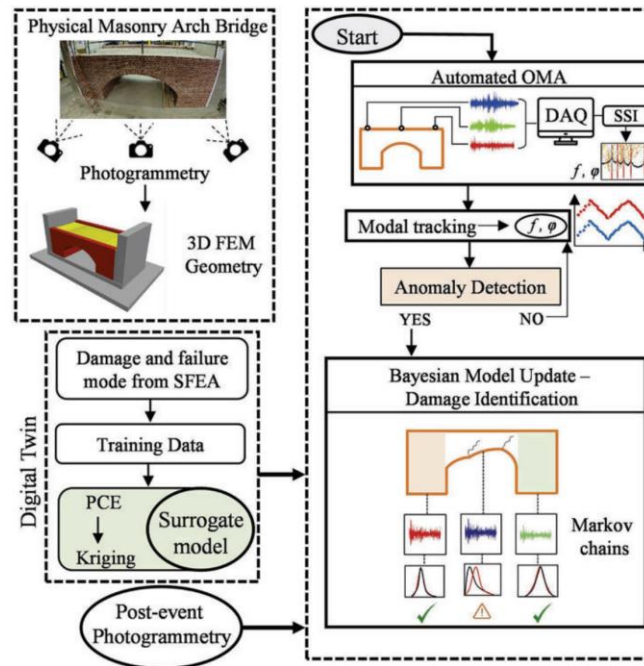 Physical Masonry Arch Bridge
Photogrammetry
3D FEM
Geometry
Digital Twin
Damage and failure
mode from SFEA
Training Data
PCE
Kriging
Surrogate
model
Post-event
Photogrammetry
Start
Automated OMA
DAQ
SSI
f, φ
Modal tracking
f, φ
Anomaly Detection
YES
NO
Bayesian Model Update –
Damage Identification
Markov
chains